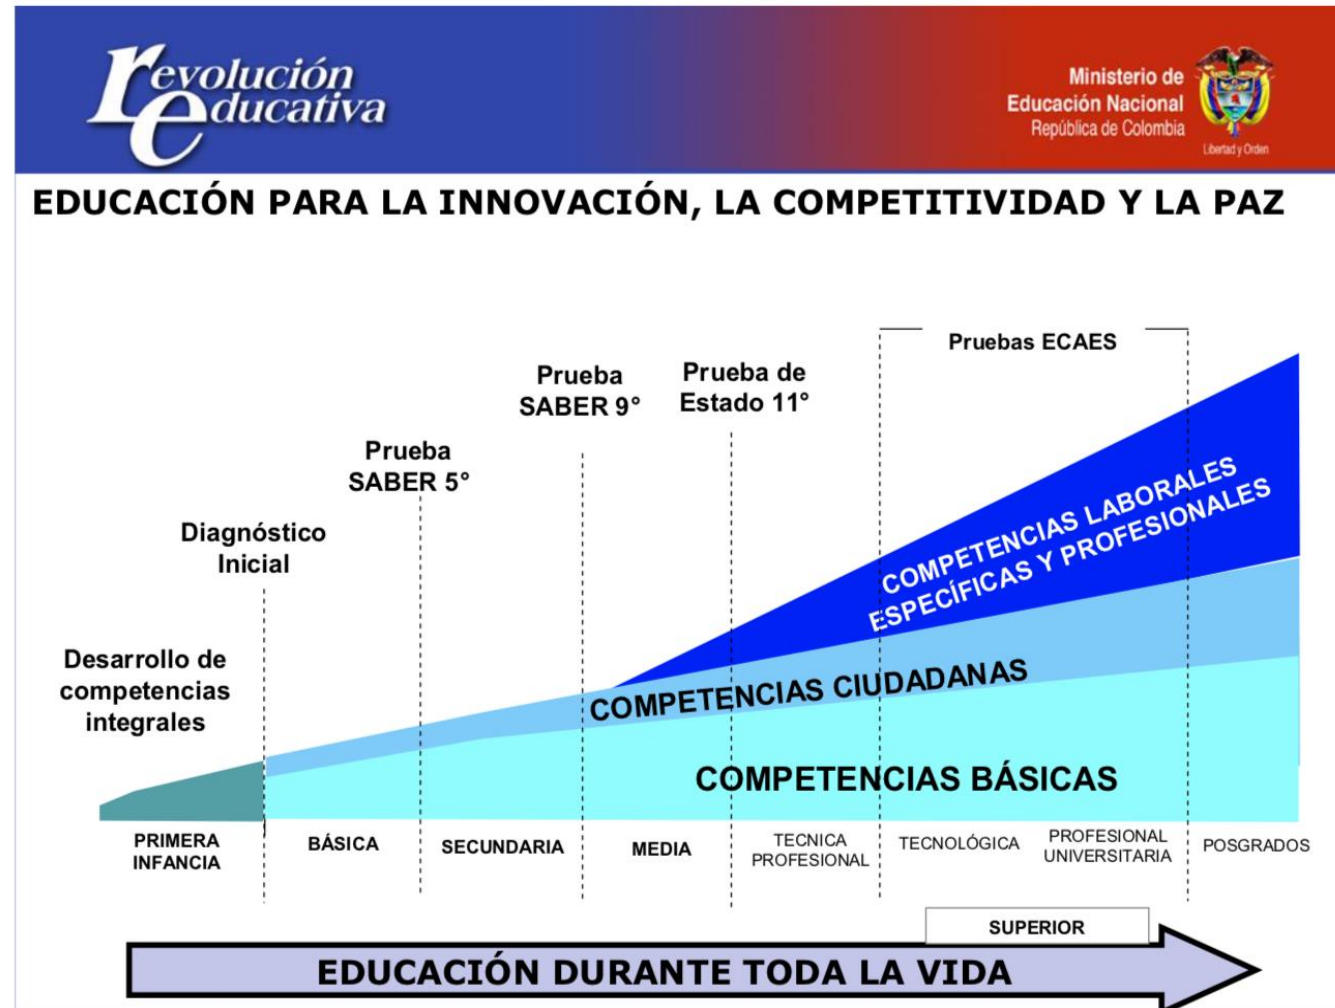 revolución
educativa
Ministerio de
Educación Nacional
República de Colombia
Libertad y Orden
EDUCACIÓN PARA LA INNOVACIÓN, LA COMPETITIVIDAD Y LA PAZ
Pruebas ECAES
Prueba
SABER 9°
Prueba de
Estado 11°
Prueba
SABER 5°
Diagnóstico
Inicial
Desarrollo de
competencias
integrales
COMPETENCIAS LABORALES
ESPECÍFICAS Y PROFESIONALES
COMPETENCIAS CIUDADANAS
COMPETENCIAS BÁSICAS
PRIMERA
INFANCIA
BÁSICA
SECUNDARIA
MEDIA
TECNICA
PROFESIONAL
TECNOLÓGICA
PROFESIONAL
UNIVERSITARIA
POSGRADOS
SUPERIOR
EDUCACIÓN DURANTE TODA LA VIDA